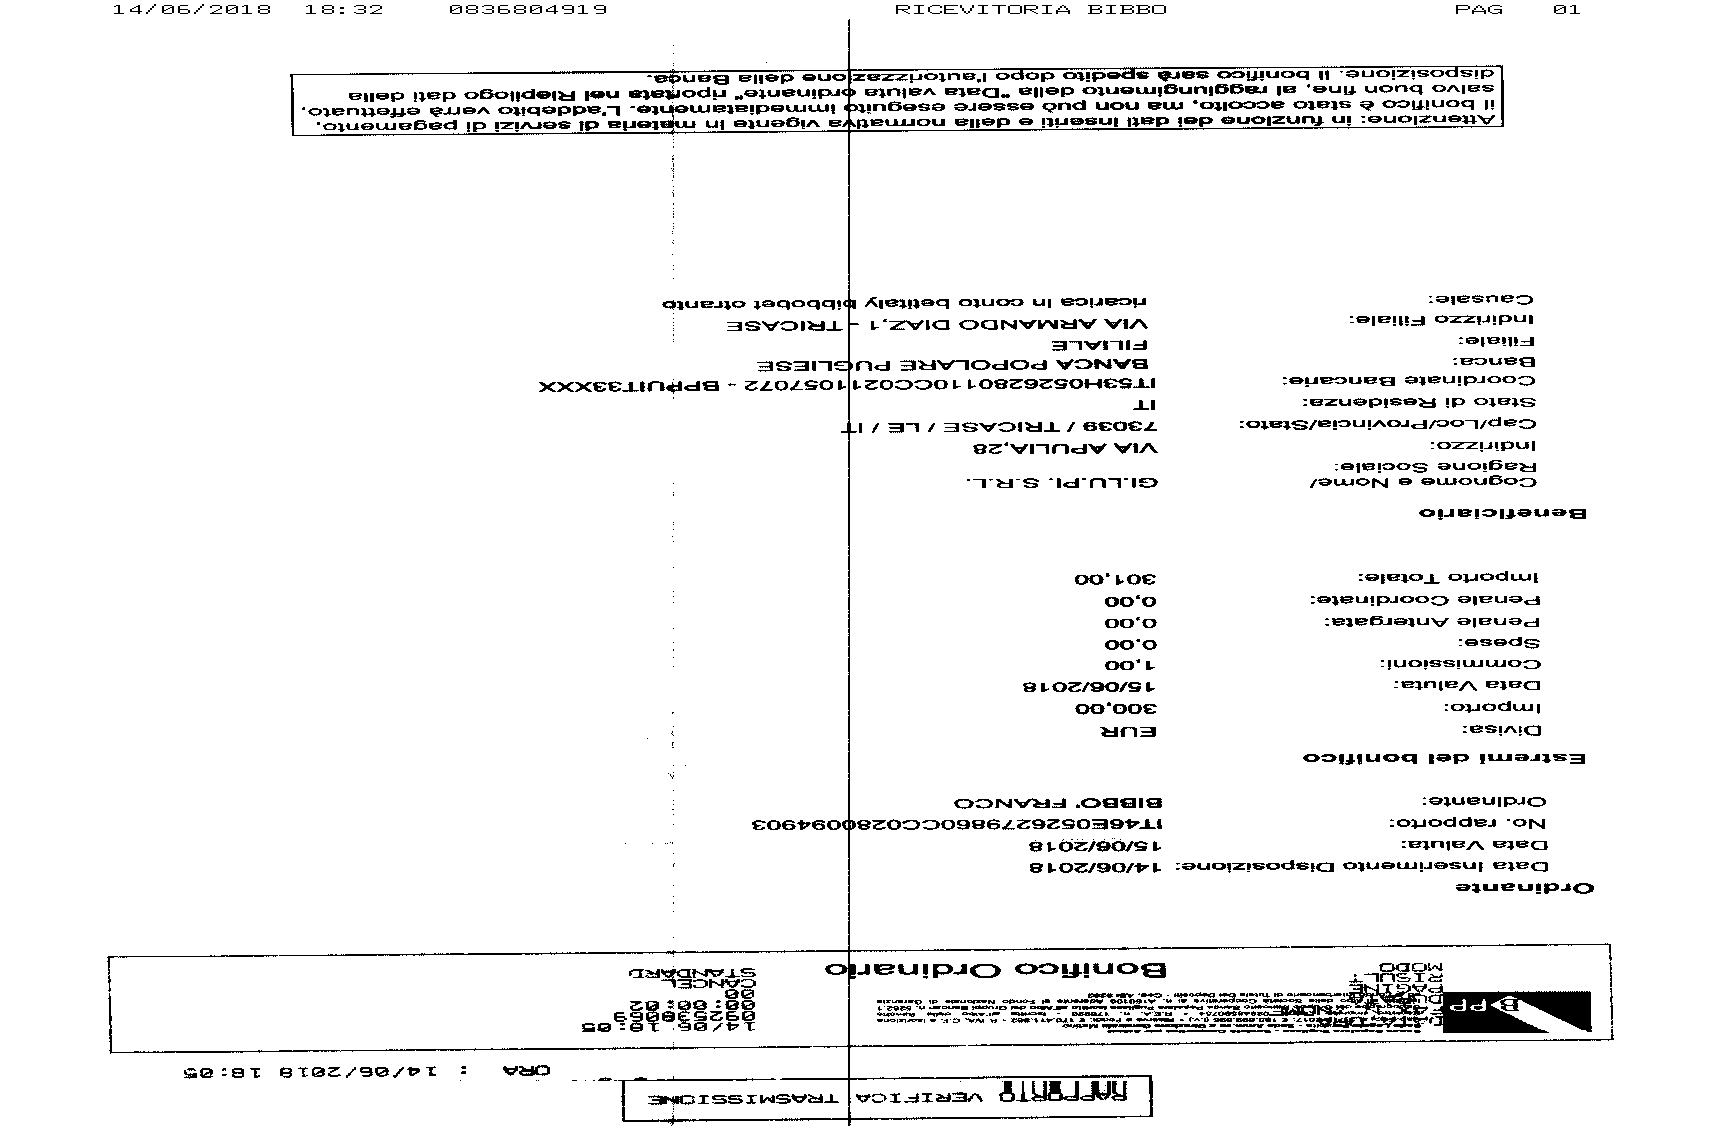 14/06/2018 18:32 0836804919 RICEVITORIA BIBBO PAG 01
RAPPORTO VERIFICA TRASMISSIONE
ORA : 14/06/2018 18:05
BPP
14/06 18:05
00:00:02
00
CANCEL
STANDARD
MODO
Bonifico Ordinario
Ordinante
Data Inserimento Disposizione: 14/06/2018
Data Valuta: 15/06/2018
No. rapporto: IT46E0526279860CC0280094903
Ordinante: BIBBO' FRANCO
Estremi del bonifico
Divisa: EUR
Importo: 300,00
Data Valuta: 15/06/2018
Commissioni: 1,00
Spese: 0,00
Penale Antergata: 0,00
Penale Coordinate: 0,00
Importo Totale: 301,00
Beneficiario
Cognome e Nome/ GI.LU.PI. S.R.L.
Ragione Sociale:
Indirizzo: VIA APULIA,28
Cap/Loc/Provincia/Stato: 73039 / TRICASE / LE / IT
Stato di Residenza: IT
Coordinate Bancarie: IT53H0526280110CC0211057072 - BPPUIT33XXX
Banca: BANCA POPOLARE PUGLIESE
Filiale: FILIALE
Indirizzo Filiale: VIA ARMANDO DIAZ,1 - TRICASE
Causale: ricarica in conto betitaly bibbobet otranto
Attenzione: in funzione dei dati inseriti e della normativa vigente in materia di servizi di pagamento,
il bonifico è stato accolto, ma non può essere eseguito immediatamente. L'addebito verrà effettuato,
salvo buon fine, al raggiungimento della "Data valuta ordinante" riportata nel Riepilogo dati della
disposizione. Il bonifico sarà spedito dopo l'autorizzazione della Banca.